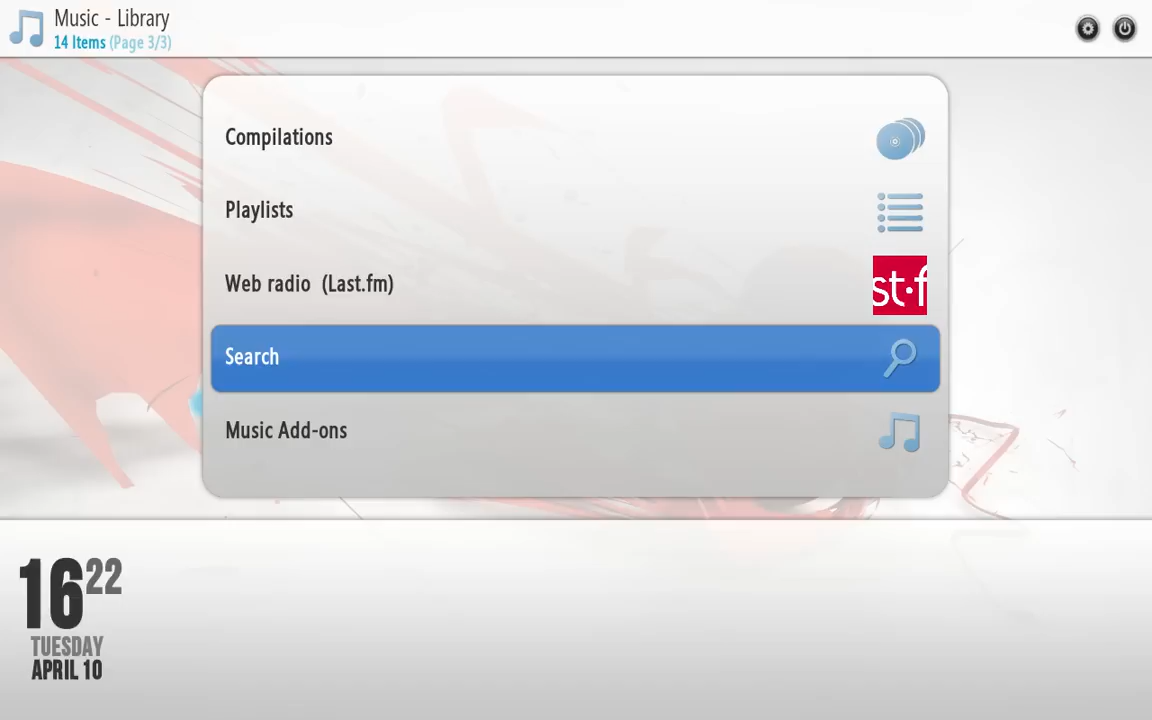 Music - Library
14 Items (Page 3/3)
Compilations
Playlists
Web radio (Last.fm)
st.f
Search
Music Add-ons
16 22
TUESDAY
APRIL 10